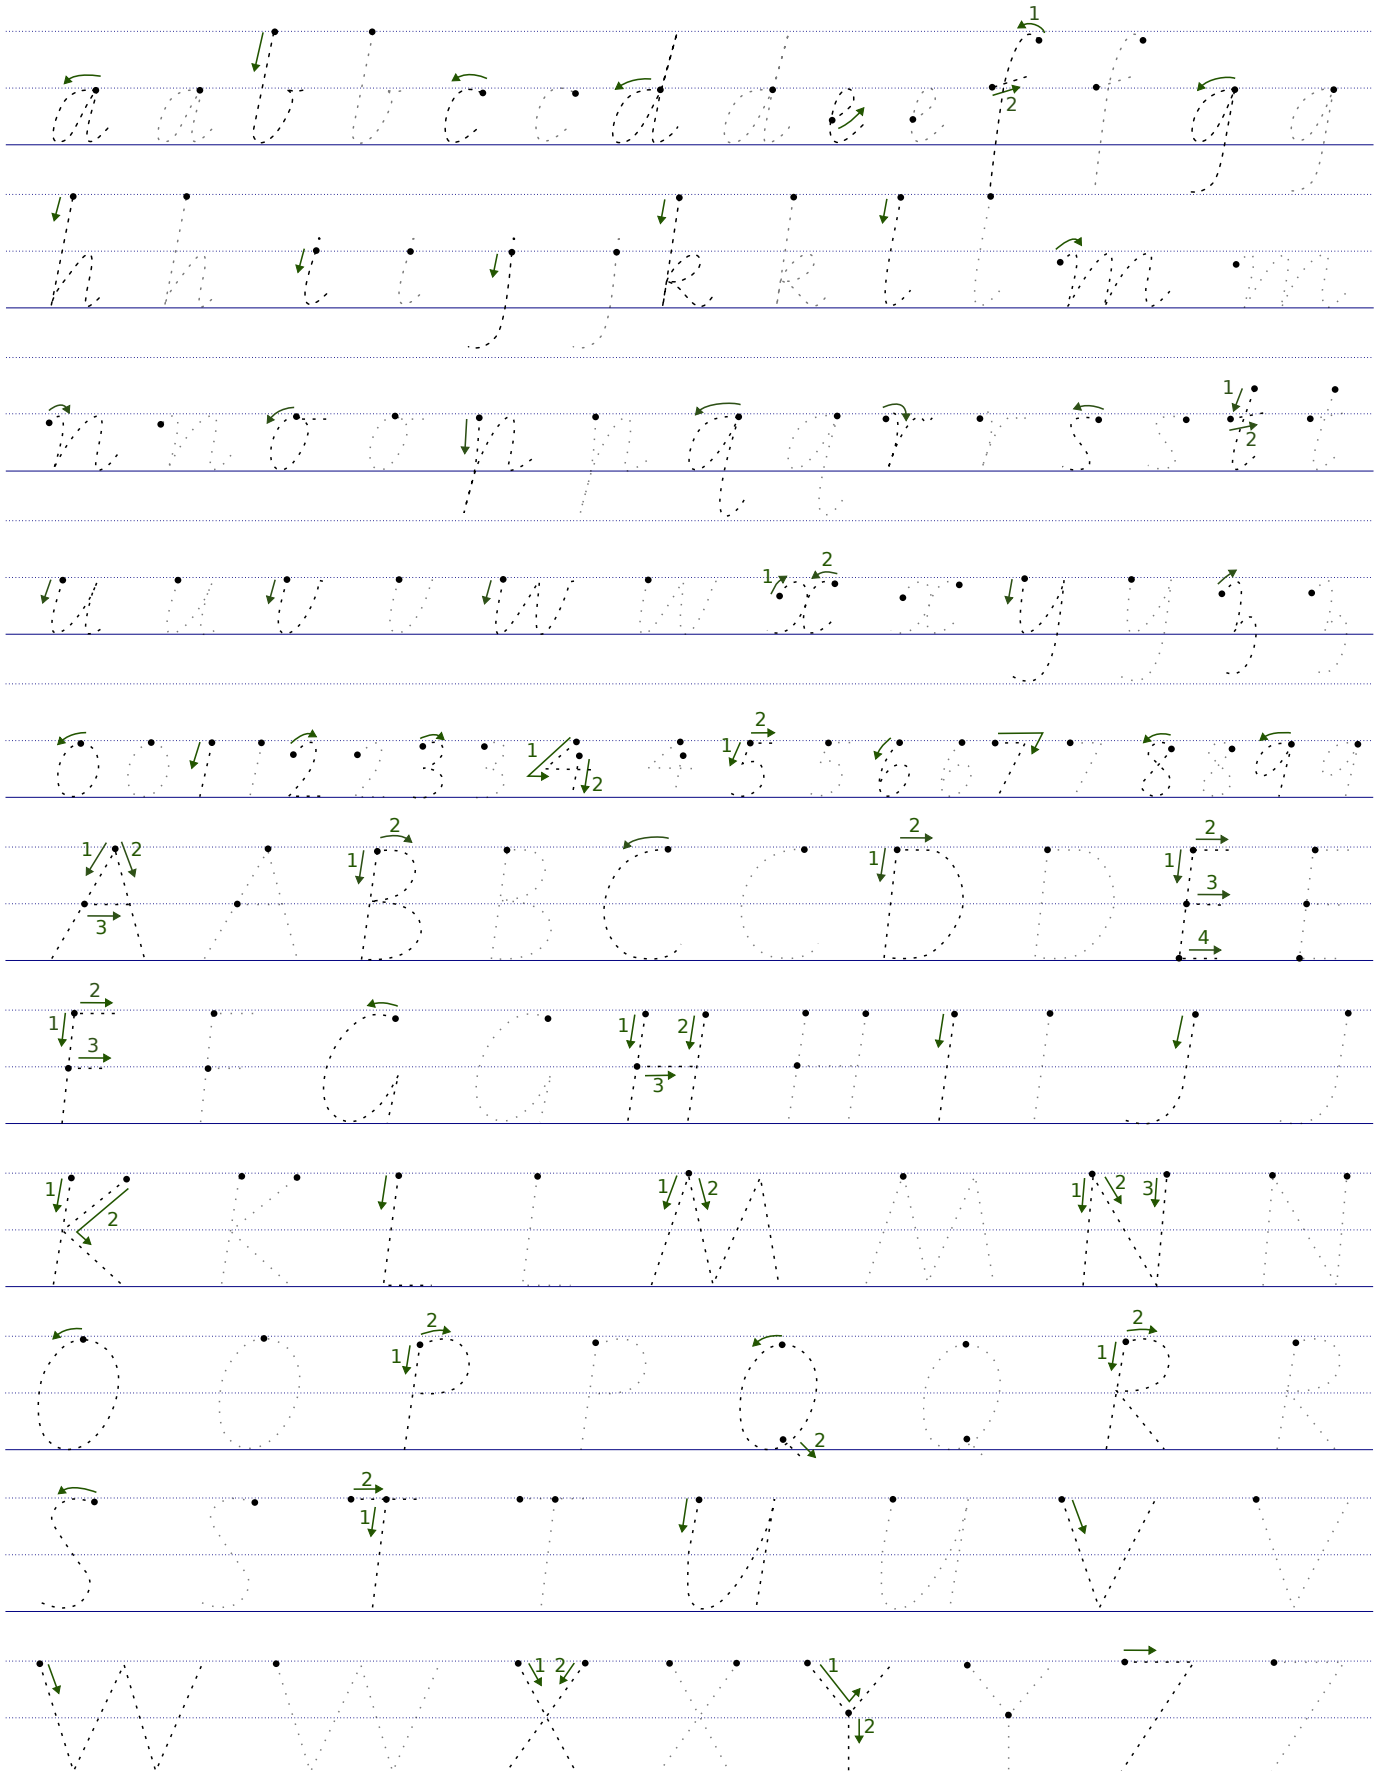 a a b b c c d d e e f f g g
h h i i j j k k l l m m
n n o o p p q q r r s s t t
u u v v w w x x y y z z
0 0 1 1 2 2 3 3 4 4 5 5 6 6 7 7 8 8 9 9
A A B B C C D D E E
F F G G H H I I J J
K K L L M M N N
O O P P Q Q R R
S S T T U U V V
W W X X Y Y Z Z